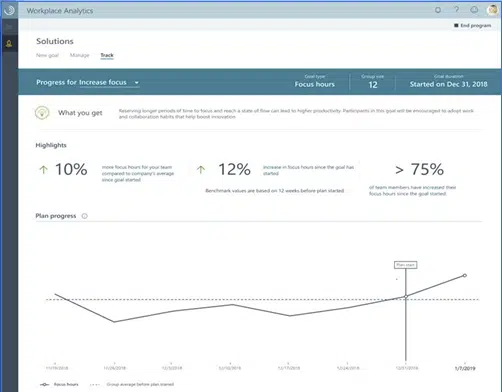 Workplace Analytics
End program
Solutions
New goal Manage Track
Progress for Increase focus
Goal type
Focus hours
Group size
12
Goal duration
Started on Dec 31, 2018
What you get
Retaining longer periods of time to focus and reach a state of flow can lead to higher productivity. Participants in this goal will be encouraged to adopt work
and collaboration habits that help boost innovation.
Highlights
10%
more focus hours for your team
compared to company's average
since goal started
12%
increase in focus hours since the goal has
started
Benchmark values are based on 12 weeks before plan started
> 75%
of team members have increased their
focus hours since the goal started.
Plan progress
Plan start
11/19/2018 12/10/2018 12/17/2018 12/24/2018 12/31/2018 1/7/2019
Focus hours Group average before plan started